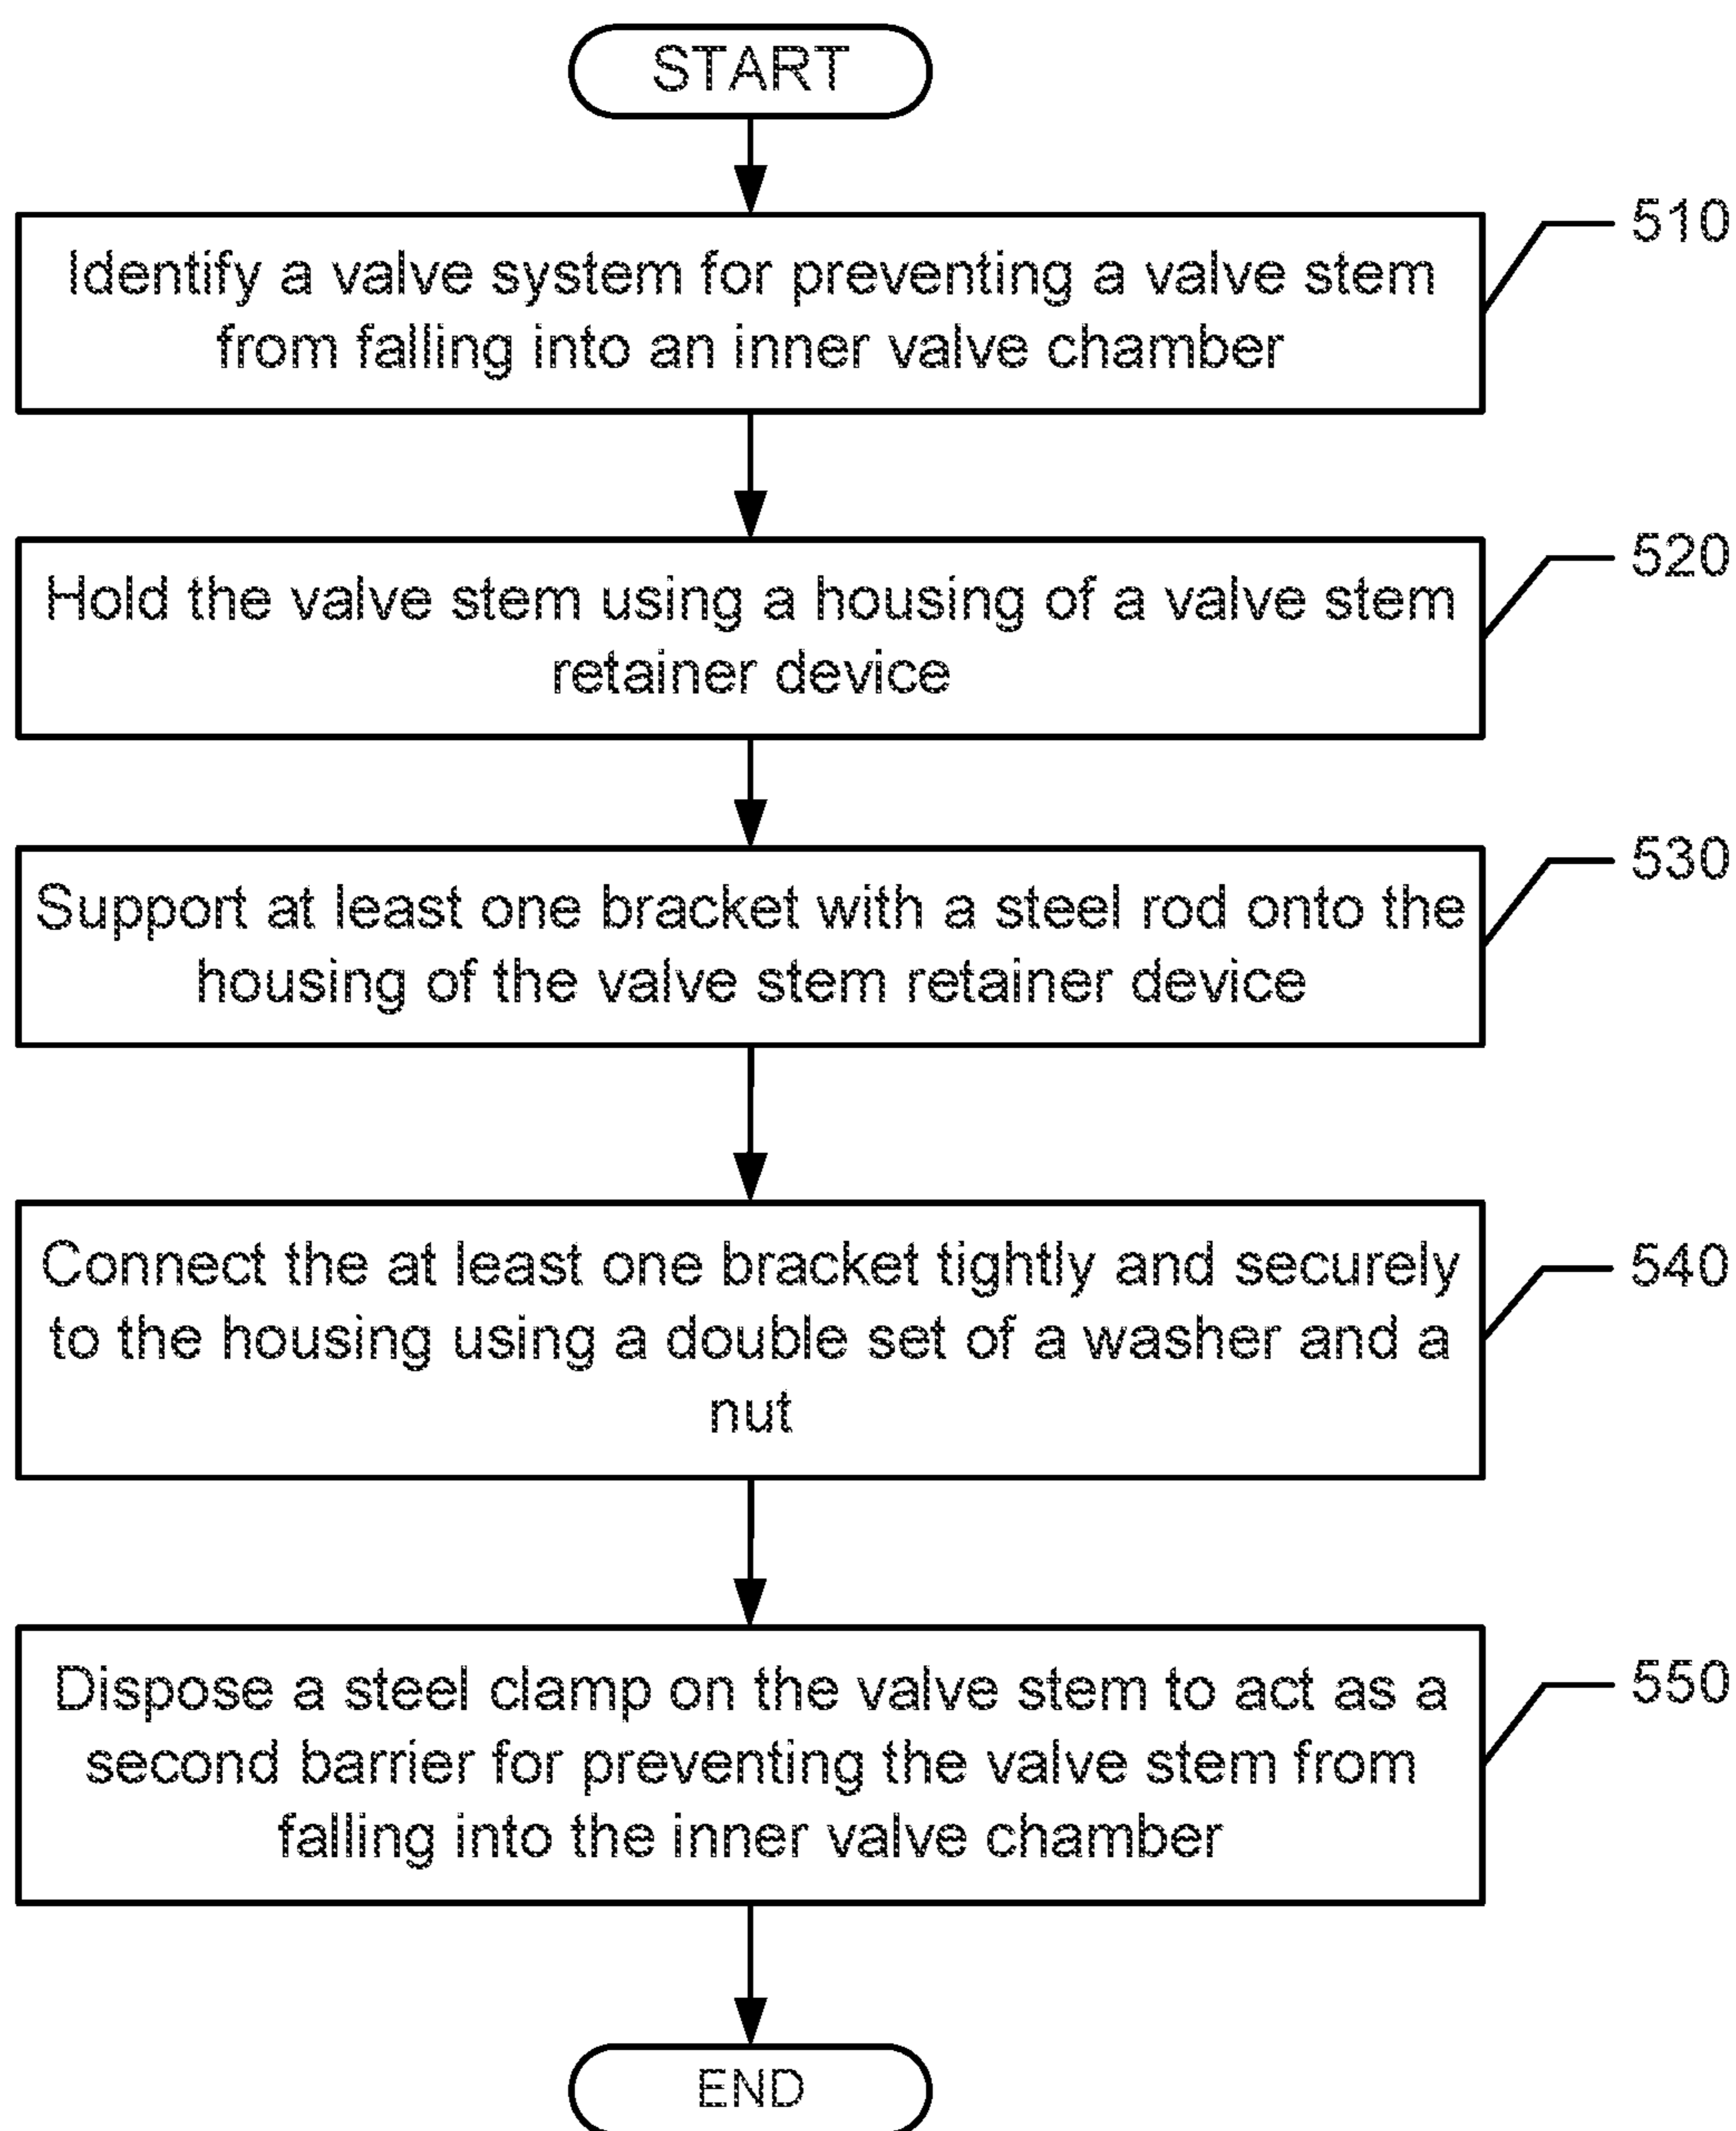 START
510
Identify a valve system for preventing a valve stem
from falling into an inner valve chamber
520
Hold the valve stem using a housing of a valve stem
retainer device
530
Support at least one bracket with a steel rod onto the
housing of the valve stem retainer device
540
Connect the at least one bracket tightly and securely
to the housing using a double set of a washer and a
nut
550
Dispose a steel clamp on the valve stem to act as a
second barrier for preventing the valve stem from
falling into the inner valve chamber
END